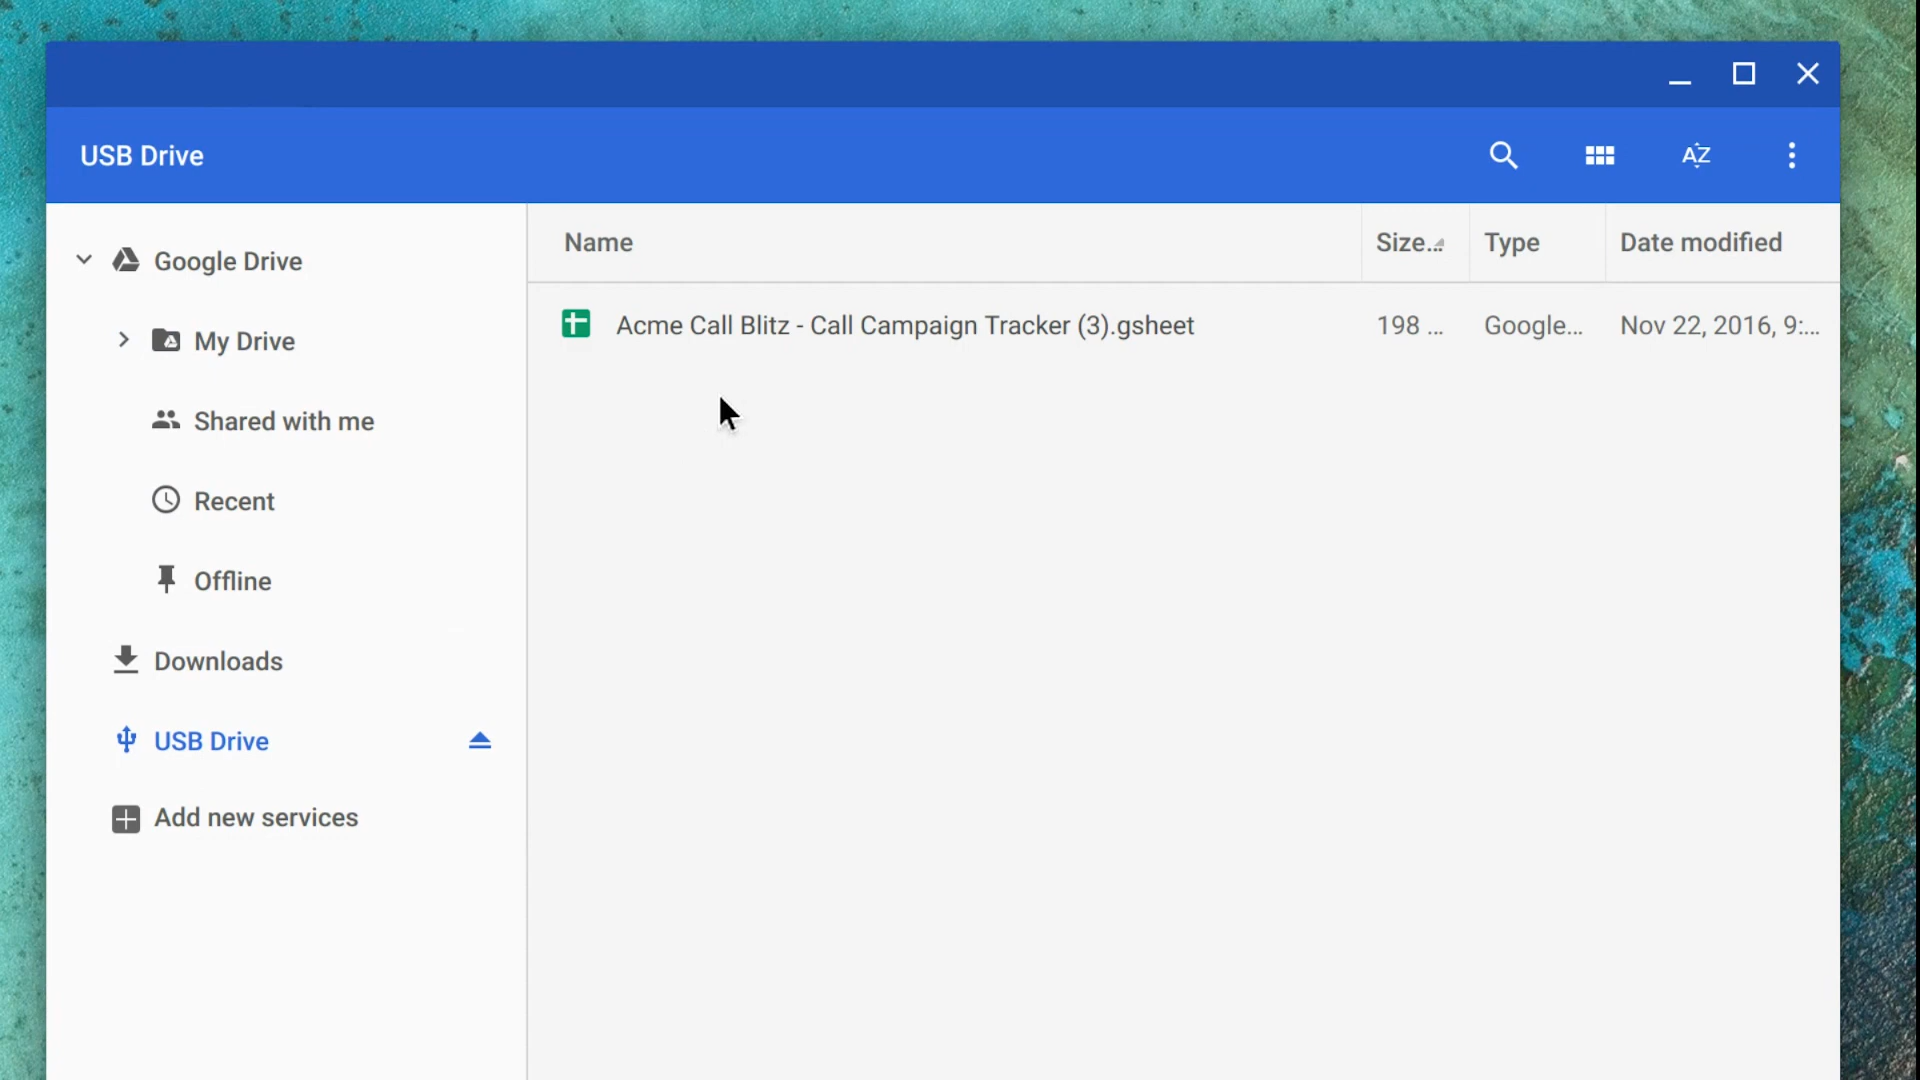 USB Drive
AZ
Name Size... Type Date modified
Acme Call Blitz - Call Campaign Tracker (3).gsheet 198 ... Google... Nov 22, 2016, 9:...
Google Drive
My Drive
Shared with me
Recent
Offline
Downloads
USB Drive
Add new services